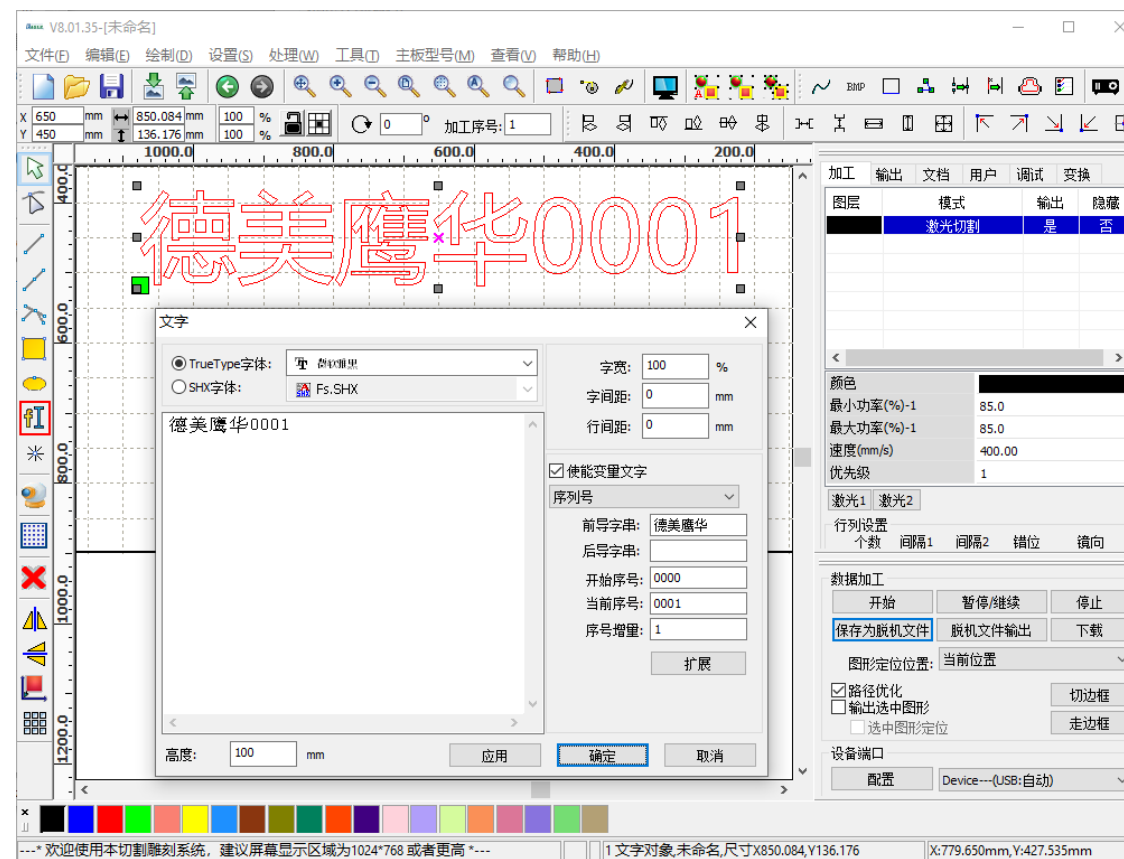 V8.01.35-[未命名]
文件(F) 编辑(E) 绘制(D) 设置(S) 处理(W) 工具(T) 主板型号(M) 查看(V) 帮助(H)
BMP
X 650 mm 850.084 mm 100 %
Y 450 mm 136.176 mm 100 %
0 °
加工序号: 1
1000.0 800.0 600.0 400.0 200.0
400.0
600.0
800.0
1000.0
1200.0
德美鹰华0001
文字
TrueType字体: 微软雅黑
SHX字体: Fs.SHX
德美鹰华0001
字宽: 100 %
字间距: 0 mm
行间距: 0 mm
使能变量文字
序列号
前导字串: 德美鹰华
后导字串:
开始序号: 0000
当前序号: 0001
序号增量: 1
扩展
高度: 100 mm
应用 确定 取消
加工 输出 文档 用户 调试 变换
图层 模式 输出 隐藏
激光切割 是 否
颜色
最小功率(%)-1 85.0
最大功率(%)-1 85.0
速度(mm/s) 400.00
优先级 1
激光1 激光2
行列设置
个数 间隔1 间隔2 错位 镜向
数据加工
开始 暂停/继续 停止
保存为脱机文件 脱机文件输出 下载
图形定位位置: 当前位置
路径优化
输出选中图形
选中图形定位
切边框
走边框
设备端口
配置 Device---(USB:自动)
---* 欢迎使用本切割雕刻系统，建议屏幕显示区域为1024*768 或者更高 *---
1 文字对象,未命名,尺寸X850.084,Y136.176
X:779.650mm,Y:427.535mm